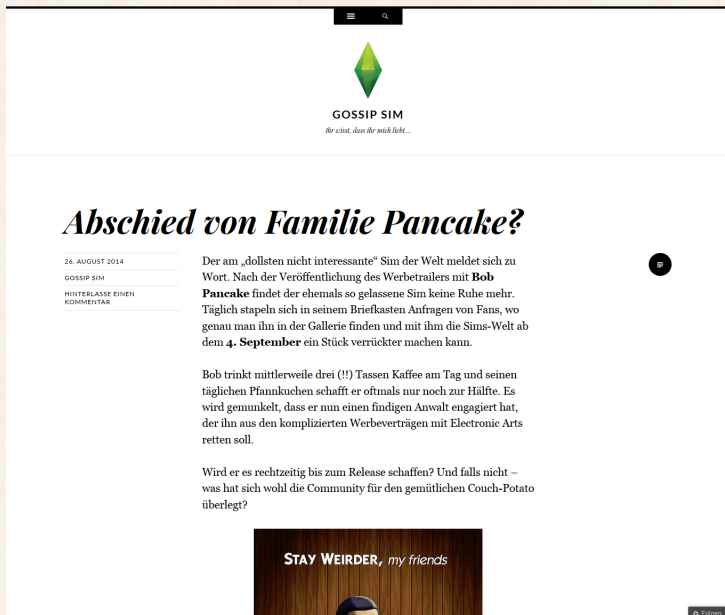 GOSSIP SIM
Ihr wisst, dass ihr mich liebt...
Abschied von Familie Pancake?
26. AUGUST 2014
GOSSIP SIM
HINTERLASSE EINEN
KOMMENTAR
Der am „dollsten nicht interessante“ Sim der Welt meldet sich zu
Wort. Nach der Veröffentlichung des Werbetrailers mit Bob
Pancake findet der ehemals so gelassene Sim keine Ruhe mehr.
Täglich stapeln sich in seinem Briefkasten Anfragen von Fans, wo
genau man ihn in der Gallerie finden und mit ihm die Sims-Welt ab
dem 4. September ein Stück verrückter machen kann.
Bob trinkt mittlerweile drei (!!) Tassen Kaffee am Tag und seinen
täglichen Pfannkuchen schafft er oftmals nur noch zur Hälfte. Es
wird gemunkelt, dass er nun einen findigen Anwalt engagiert hat,
der ihn aus den komplizierten Werbeverträgen mit Electronic Arts
retten soll.
Wird er es rechtzeitig bis zum Release schaffen? Und falls nicht –
was hat sich wohl die Community für den gemütlichen Couch-Potato
überlegt?
STAY WEIRDER, my friends
Folgen